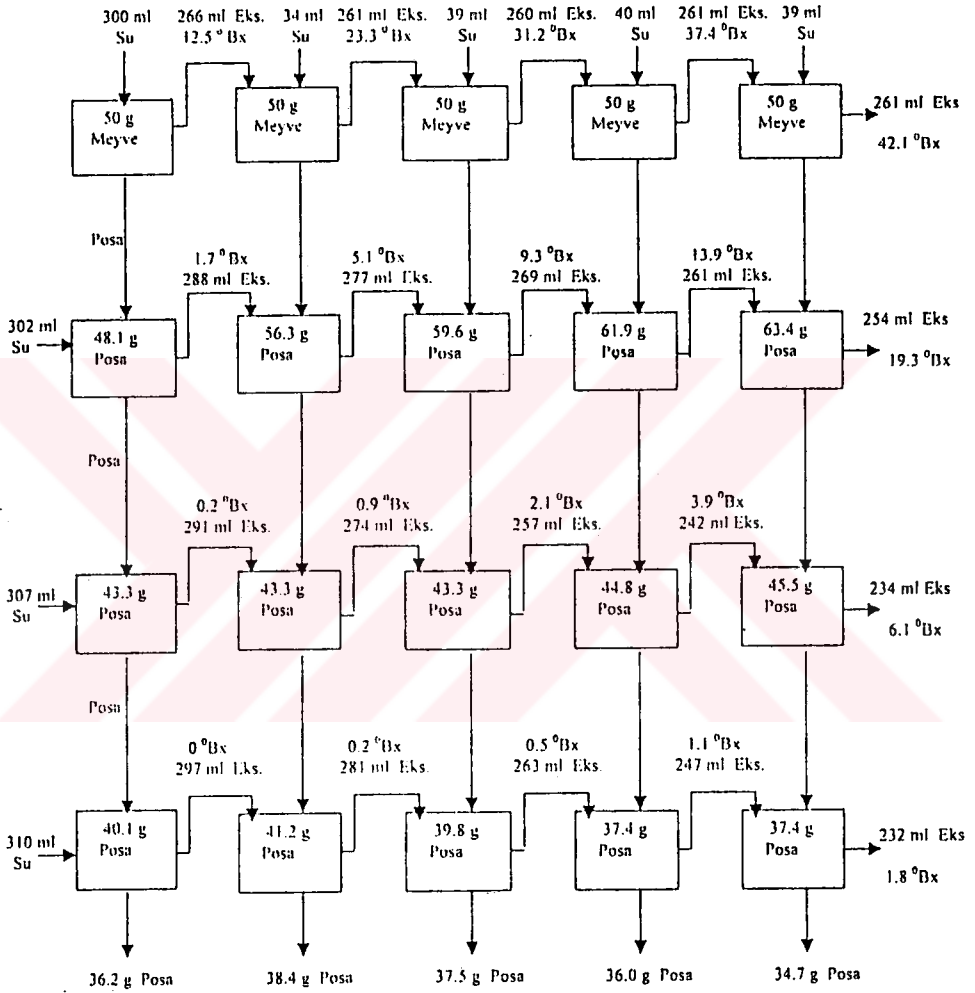 300 ml 266 ml Eks. 34 ml 261 ml Eks. 39 ml 260 ml Eks. 40 ml 261 ml Eks. 39 ml
Su 12.5 °Bx Su 23.3 °Bx Su 31.2 °Bx Su 37.4 °Bx Su
50 g 50 g 50 g 50 g 50 g 261 ml Eks
Meyve Meyve Meyve Meyve Meyve 42.1 °Bx
Posa
1.7 °Bx 5.1 °Bx 9.3 °Bx 13.9 °Bx
288 ml Eks. 277 ml Eks. 269 ml Eks. 261 ml Eks.
302 ml 48.1 g 56.3 g 59.6 g 61.9 g 63.4 g 254 ml Eks
Su Posa Posa Posa Posa Posa 19.3 °Bx
Posa
0.2 °Bx 0.9 °Bx 2.1 °Bx 3.9 °Bx
291 ml Eks. 274 ml Eks. 257 ml Eks. 242 ml Eks.
307 ml 43.3 g 43.3 g 43.3 g 44.8 g 45.5 g 234 ml Eks
Su Posa Posa Posa Posa Posa 6.1 °Bx
Posa
0 °Bx 0.2 °Bx 0.5 °Bx 1.1 °Bx
297 ml Eks. 281 ml Eks. 263 ml Eks. 247 ml Eks.
310 ml 40.1 g 41.2 g 39.8 g 37.4 g 37.4 g 232 ml Eks
Su Posa Posa Posa Posa Posa 1.8 °Bx
36.2 g Posa 38.4 g Posa 37.5 g Posa 36.0 g Posa 34.7 g Posa